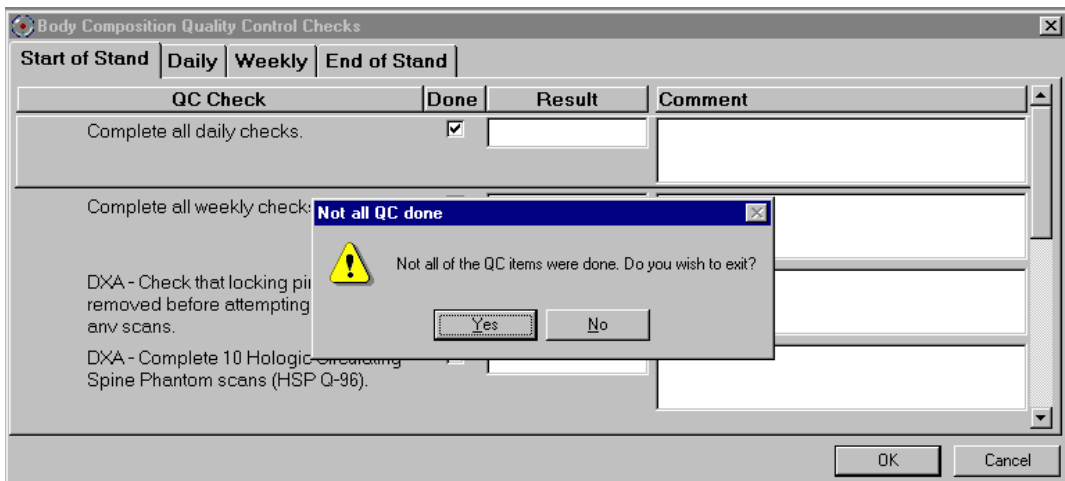 Body Composition Quality Control Checks
Start of Stand Daily Weekly End of Stand
QC Check Done Result Comment
Complete all daily checks.
Complete all weekly check
Not all QC done
Not all of the QC items were done. Do you wish to exit?
Yes No
DXA - Check that locking pi
removed before attempting
any scans.
DXA - Complete 10 Hologic Circulating
Spine Phantom scans (HSP Q-96).
OK Cancel